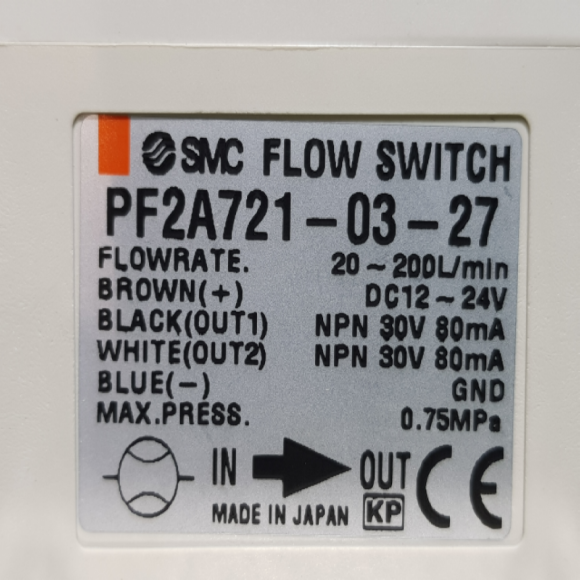 SMC FLOW SWITCH
PF2A721-03-27
FLOWRATE. 20~200L/min
BROWN(+) DC12~24V
BLACK(OUT1) NPN 30V 80mA
WHITE(OUT2) NPN 30V 80mA
BLUE(-) GND
MAX.PRESS. 0.75MPa
IN OUT CE
MADE IN JAPAN KP